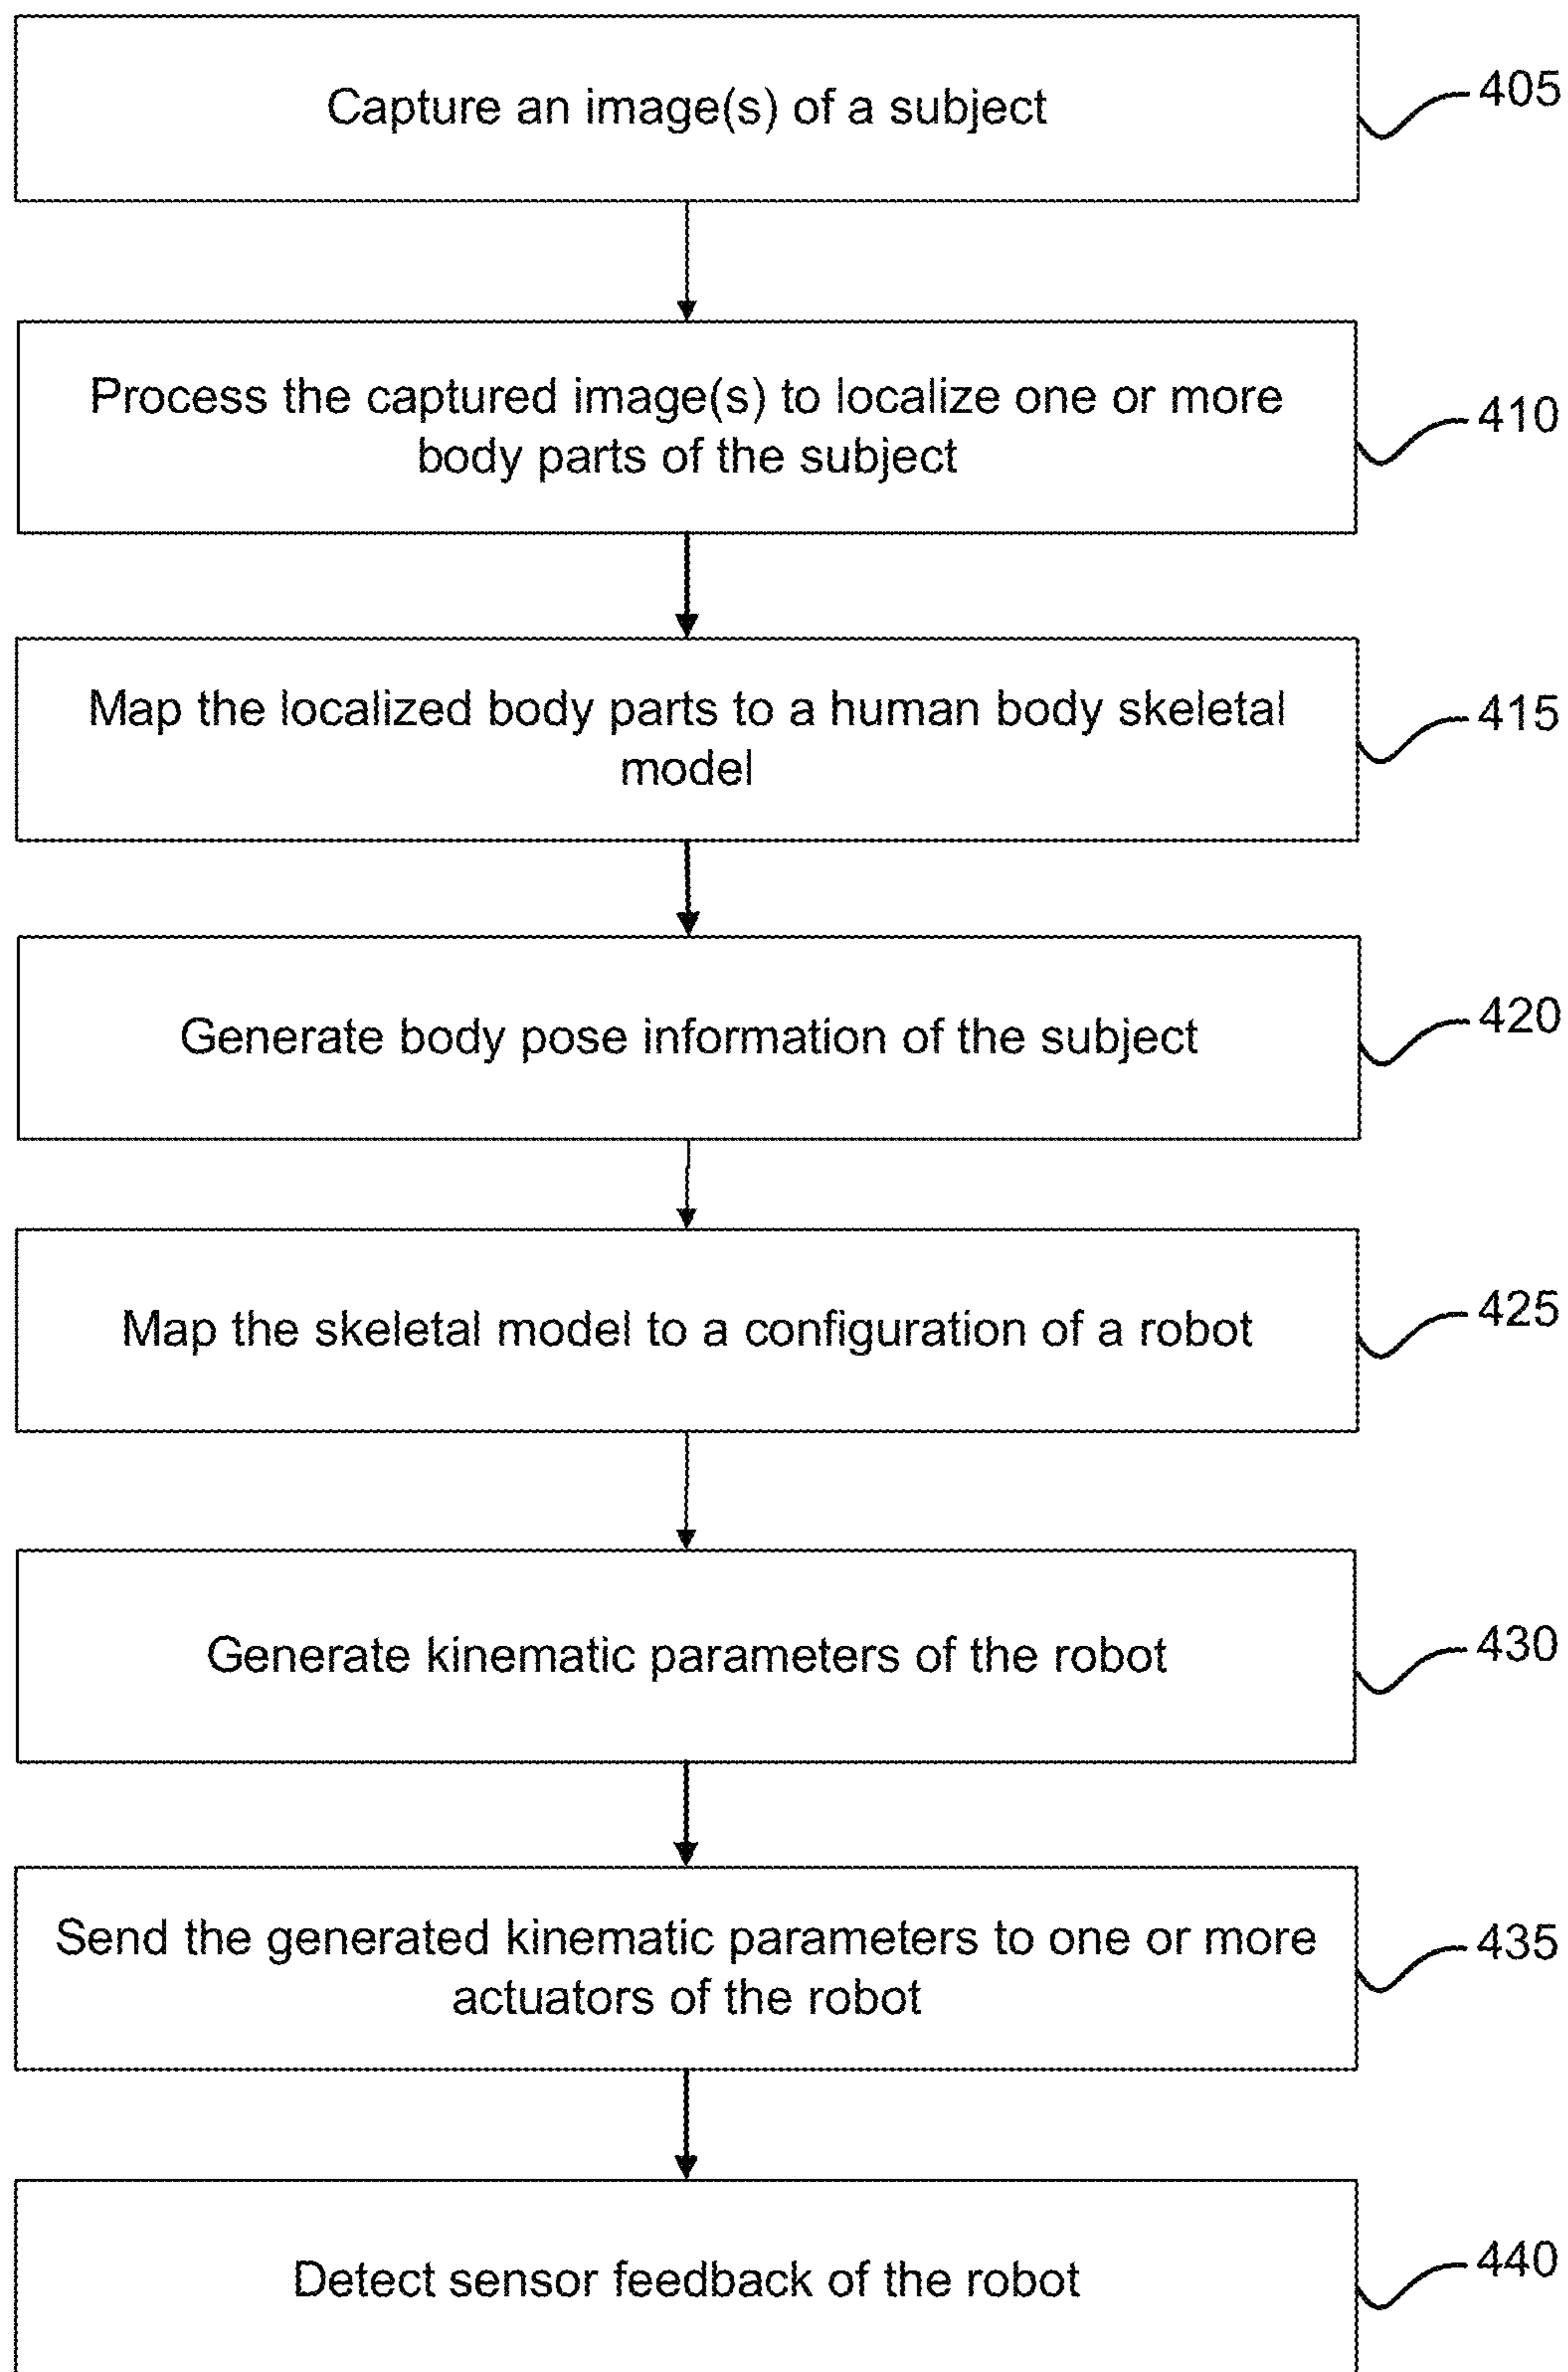 Capture an image(s) of a subject
405
Process the captured image(s) to localize one or more
body parts of the subject
410
Map the localized body parts to a human body skeletal
model
415
Generate body pose information of the subject
420
Map the skeletal model to a configuration of a robot
425
Generate kinematic parameters of the robot
430
Send the generated kinematic parameters to one or more
actuators of the robot
435
Detect sensor feedback of the robot
440